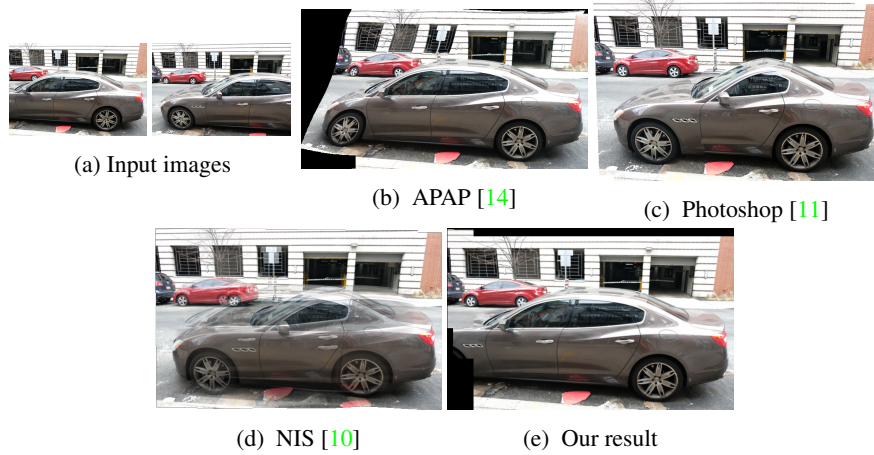 (a) Input images
(b) APAP [14]
(c) Photoshop [11]
(d) NIS [10]
(e) Our result